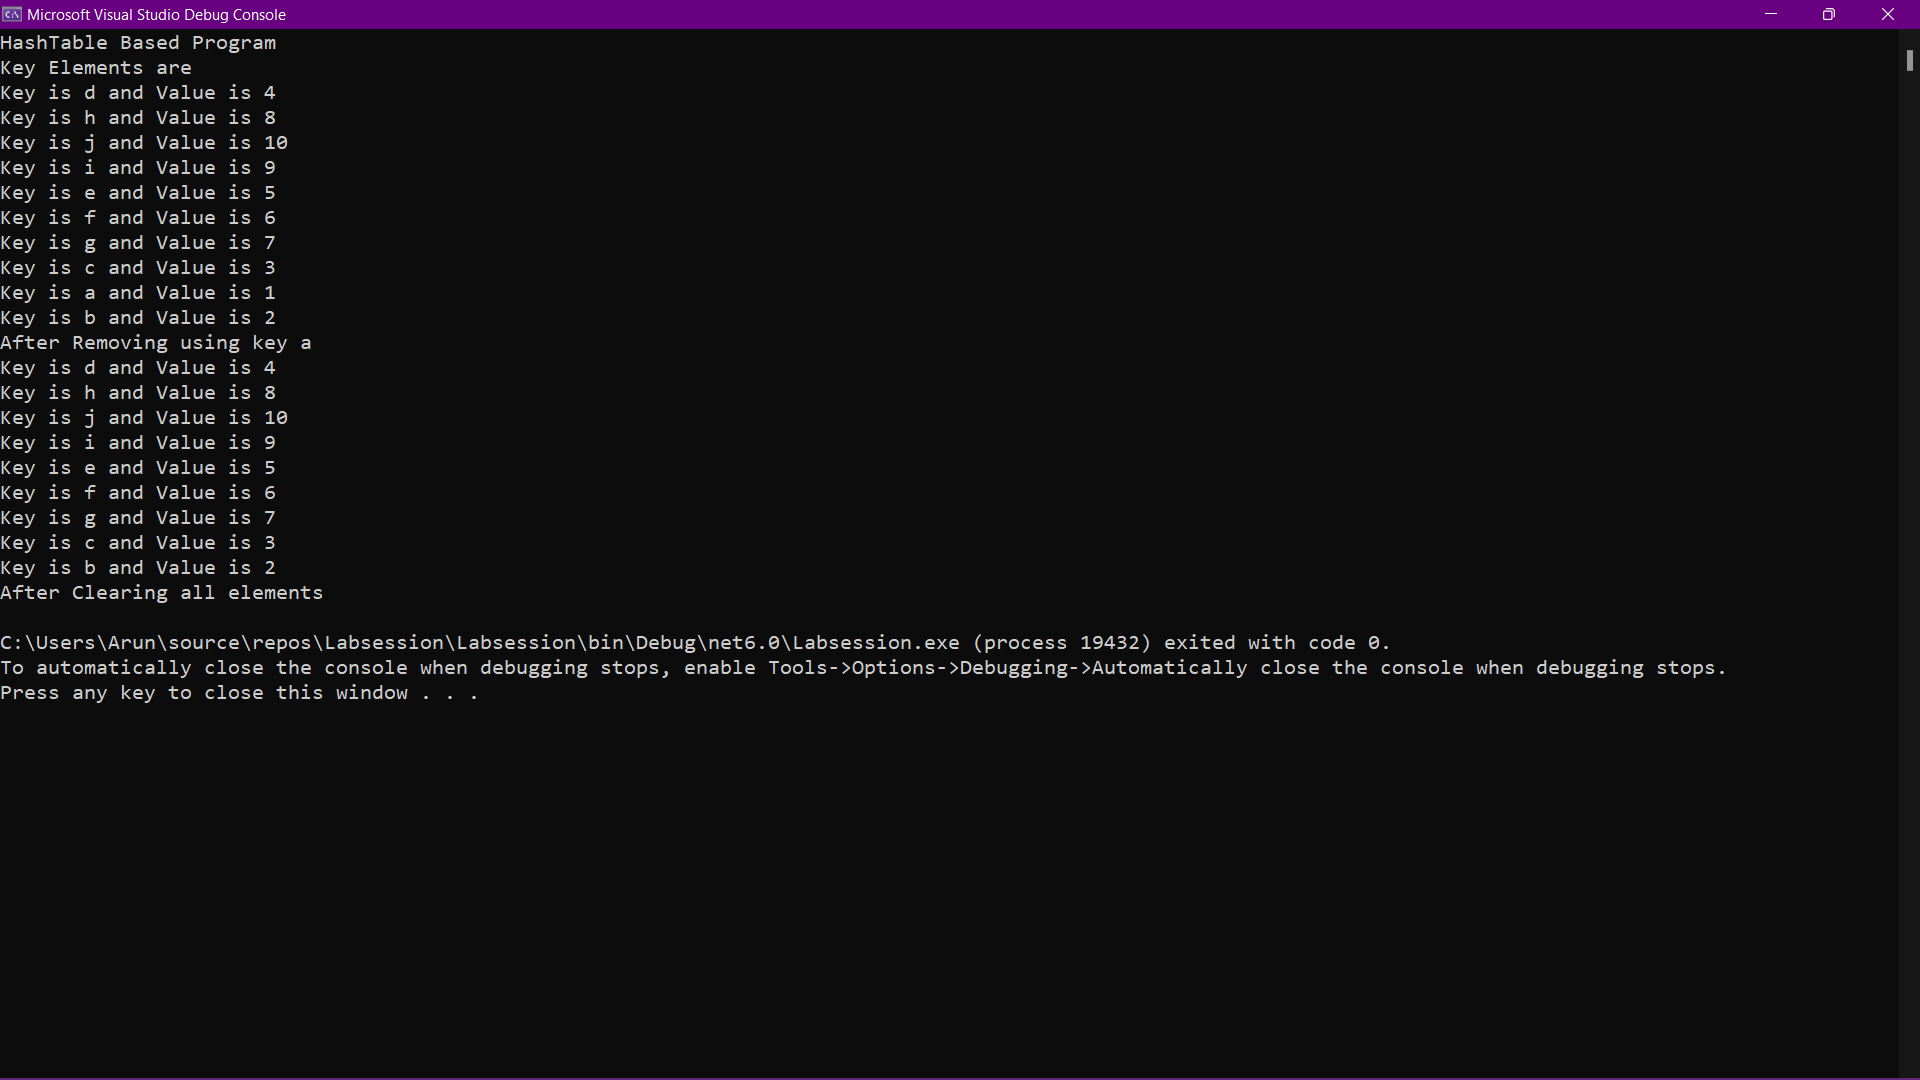 Microsoft Visual Studio Debug Console
HashTable Based Program
Key Elements are
Key is d and Value is 4
Key is h and Value is 8
Key is j and Value is 10
Key is i and Value is 9
Key is e and Value is 5
Key is f and Value is 6
Key is g and Value is 7
Key is c and Value is 3
Key is a and Value is 1
Key is b and Value is 2
After Removing using key a
Key is d and Value is 4
Key is h and Value is 8
Key is j and Value is 10
Key is i and Value is 9
Key is e and Value is 5
Key is f and Value is 6
Key is g and Value is 7
Key is c and Value is 3
Key is b and Value is 2
After Clearing all elements
C:\Users\Arun\source\repos\Labsession\Labsession\bin\Debug\net6.0\Labsession.exe (process 19432) exited with code 0.
To automatically close the console when debugging stops, enable Tools->Options->Debugging->Automatically close the console when debugging stops.
Press any key to close this window . . .